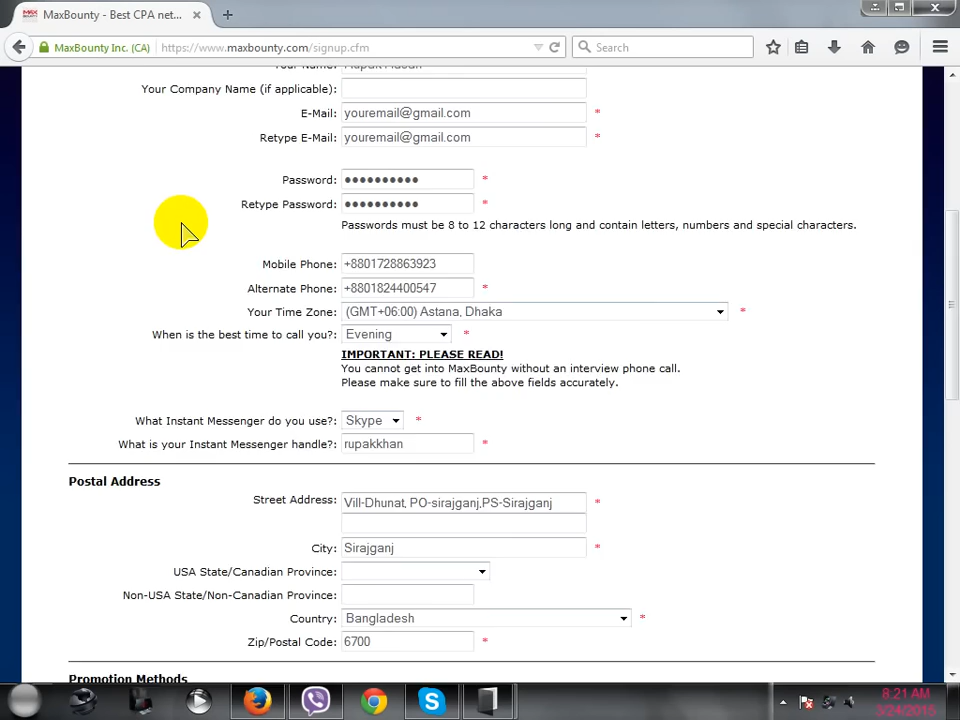 MaxBounty - Best CPA net...
MaxBounty Inc. (CA)
https://www.maxbounty.com/signup.cfm
Search
Your Company Name (if applicable):
E-Mail: youremail@gmail.com *
Retype E-Mail: youremail@gmail.com *
Password: ●●●●●●●●●● *
Retype Password: ●●●●●●●●●● *
Passwords must be 8 to 12 characters long and contain letters, numbers and special characters.
Mobile Phone: +8801728863923
Alternate Phone: +8801824400547 *
Your Time Zone: (GMT+06:00) Astana, Dhaka *
When is the best time to call you?: Evening *
IMPORTANT: PLEASE READ!
You cannot get into MaxBounty without an interview phone call.
Please make sure to fill the above fields accurately.
What Instant Messenger do you use?: Skype *
What is your Instant Messenger handle?: rupakkhan *
Postal Address
Street Address: Vill-Dhunat, PO-sirajganj,PS-Sirajganj *
City: Sirajganj *
USA State/Canadian Province:
Non-USA State/Non-Canadian Province:
Country: Bangladesh *
Zip/Postal Code: 6700 *
Promotion Methods
8:21 AM
3/24/2015